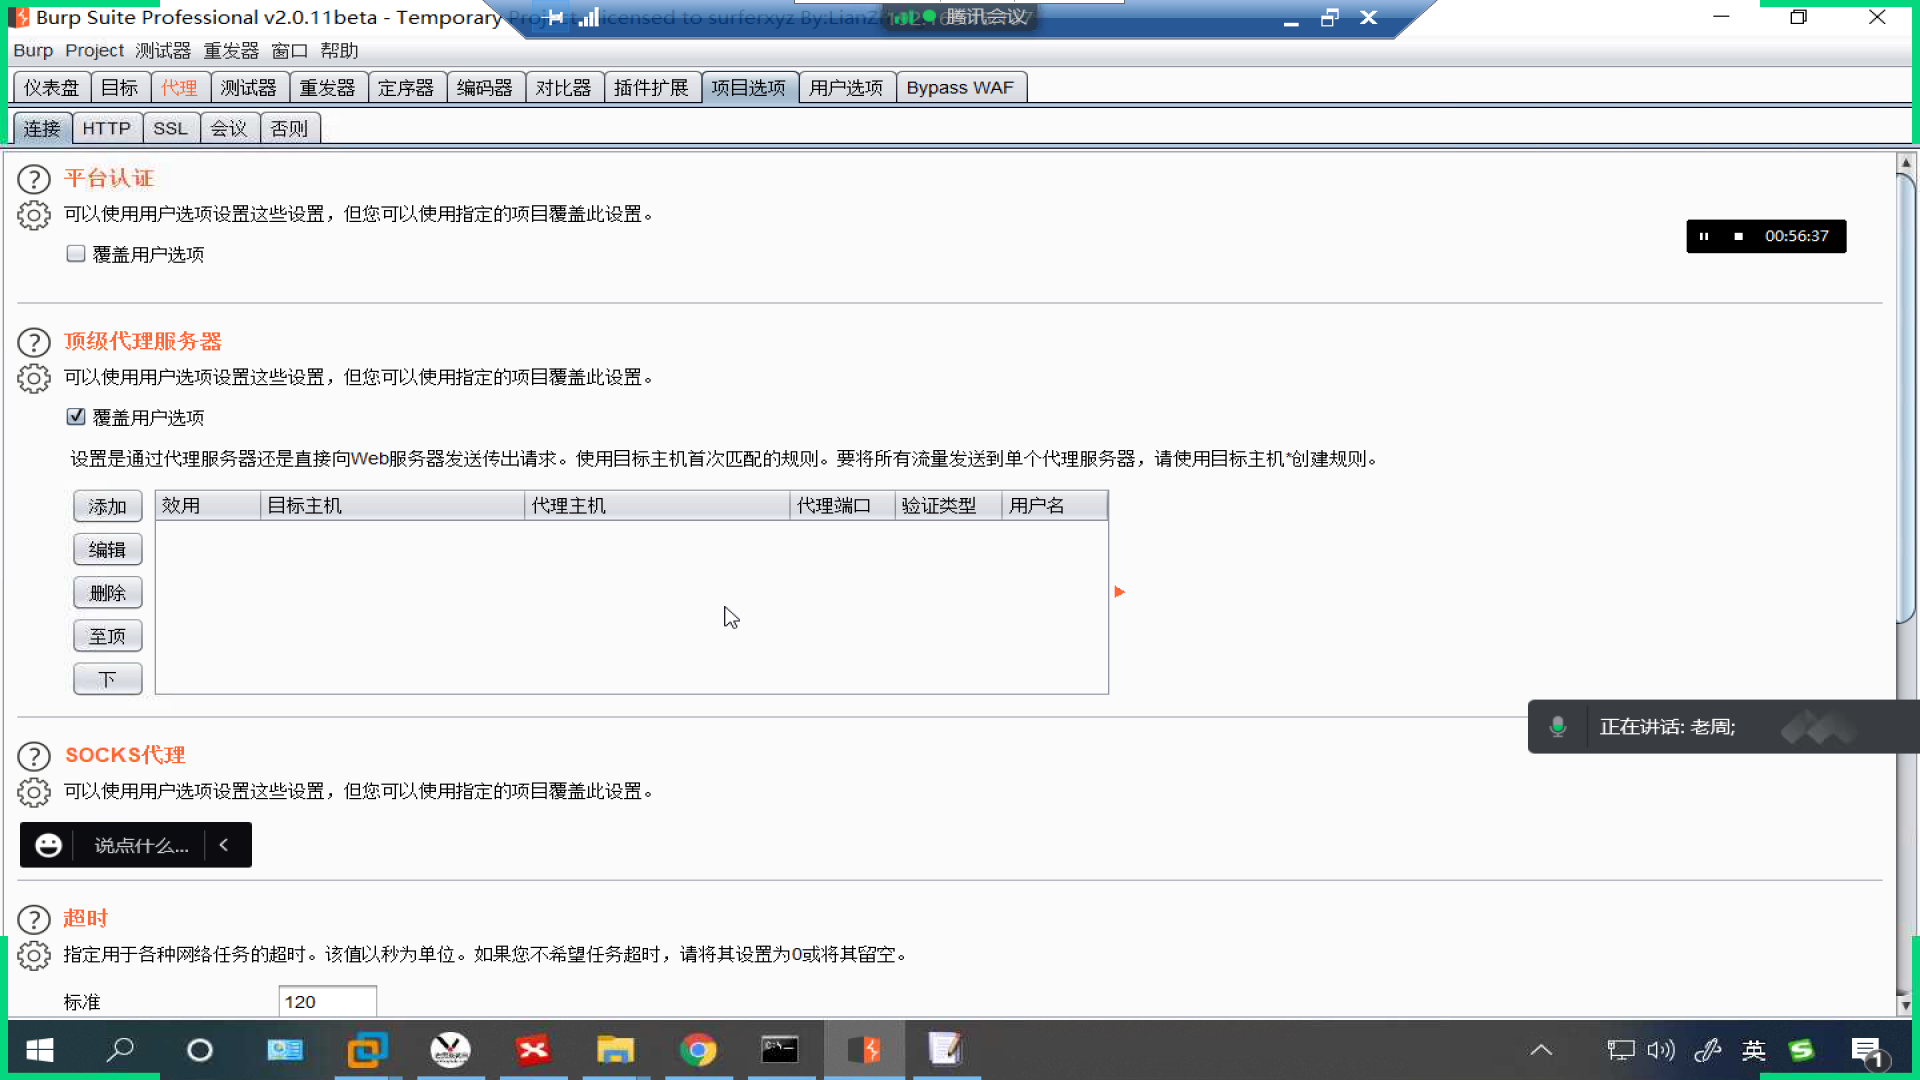 Burp Suite Professional v2.0.11beta - Temporary Project - licensed to surferxyz By:LianZ
腾讯会议
Burp Project 测试器 重发器 窗口 帮助
仪表盘 目标 代理 测试器 重发器 定序器 编码器 对比器 插件扩展 项目选项 用户选项 Bypass WAF
连接 HTTP SSL 会议 否则
平台认证
可以使用用户选项设置这些设置，但您可以使用指定的项目覆盖此设置。
00:56:37
覆盖用户选项
顶级代理服务器
可以使用用户选项设置这些设置，但您可以使用指定的项目覆盖此设置。
覆盖用户选项
设置是通过代理服务器还是直接向Web服务器发送传出请求。使用目标主机首次匹配的规则。要将所有流量发送到单个代理服务器，请使用目标主机*创建规则。
添加 效用 目标主机 代理主机 代理端口 验证类型 用户名
编辑
删除
至顶
下
正在讲话: 老周;
SOCKS代理
可以使用用户选项设置这些设置，但您可以使用指定的项目覆盖此设置。
说点什么...
超时
指定用于各种网络任务的超时。该值以秒为单位。如果您不希望任务超时，请将其设置为0或将其留空。
标准 120
英 1